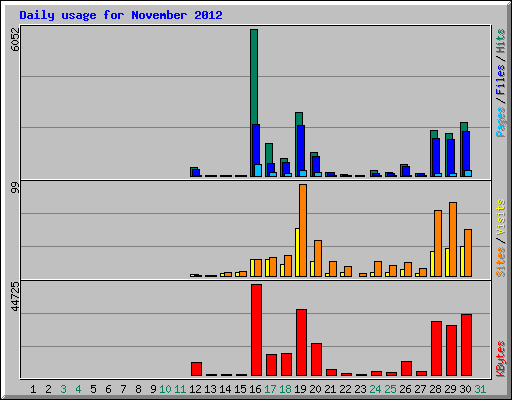 Daily usage for November 2012
6052
Pages/Files/Hits
99
Sites/Visits
44725
KBytes
1 2 3 4 5 6 7 8 9 10 11 12 13 14 15 16 17 18 19 20 21 22 23 24 25 26 27 28 29 30 31